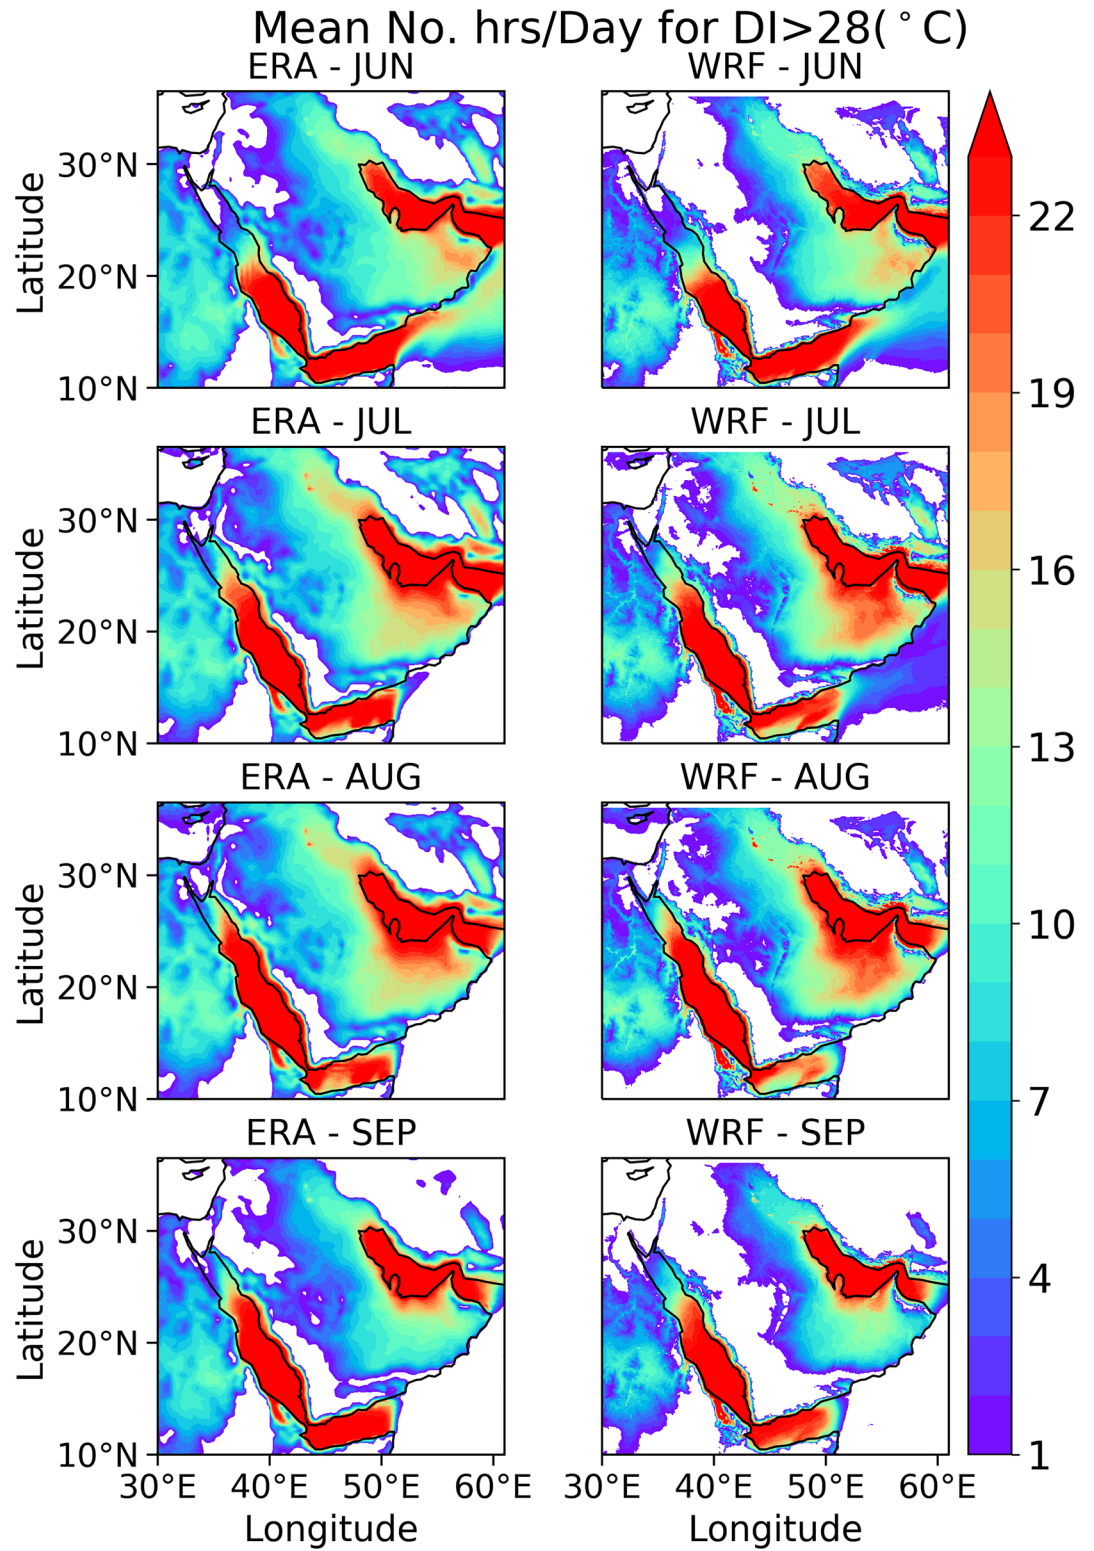 Mean No. hrs/Day for DI>28(°C)
ERA - JUN
WRF - JUN
Latitude
30°N
20°N
10°N
ERA - JUL
WRF - JUL
Latitude
30°N
20°N
10°N
ERA - AUG
WRF - AUG
Latitude
30°N
20°N
10°N
ERA - SEP
WRF - SEP
Latitude
30°N
20°N
10°N
30°E 40°E 50°E 60°E
30°E 40°E 50°E 60°E
Longitude
Longitude
22
19
16
13
10
7
4
1